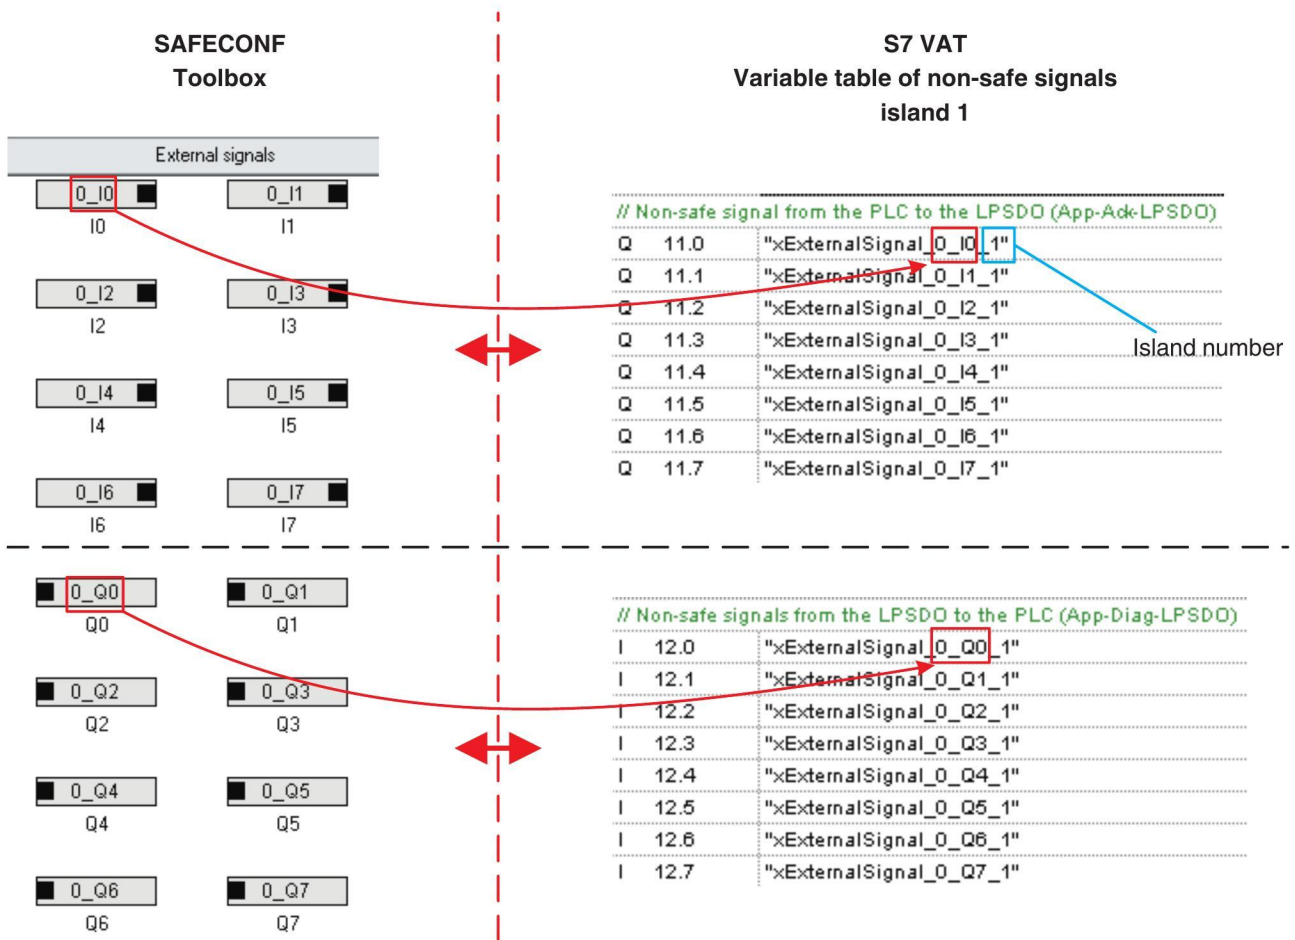 SAFECONF
Toolbox
S7 VAT
Variable table of non-safe signals
island 1
External signals
0_I0 0_I1
I0 I1
0_I2 0_I3
I2 I3
0_I4 0_I5
I4 I5
0_I6 0_I7
I6 I7
// Non-safe signal from the PLC to the LPSDO (App-Ack-LPSDO)
Q 11.0 "xExternalSignal_0_I0_1"
Q 11.1 "xExternalSignal_0_I1_1"
Q 11.2 "xExternalSignal_0_I2_1"
Q 11.3 "xExternalSignal_0_I3_1"
Q 11.4 "xExternalSignal_0_I4_1"
Q 11.5 "xExternalSignal_0_I5_1"
Q 11.6 "xExternalSignal_0_I6_1"
Q 11.7 "xExternalSignal_0_I7_1"
Island number
0_Q0 0_Q1
Q0 Q1
0_Q2 0_Q3
Q2 Q3
0_Q4 0_Q5
Q4 Q5
0_Q6 0_Q7
Q6 Q7
// Non-safe signals from the LPSDO to the PLC (App-Diag-LPSDO)
I 12.0 "xExternalSignal_0_Q0_1"
I 12.1 "xExternalSignal_0_Q1_1"
I 12.2 "xExternalSignal_0_Q2_1"
I 12.3 "xExternalSignal_0_Q3_1"
I 12.4 "xExternalSignal_0_Q4_1"
I 12.5 "xExternalSignal_0_Q5_1"
I 12.6 "xExternalSignal_0_Q6_1"
I 12.7 "xExternalSignal_0_Q7_1"